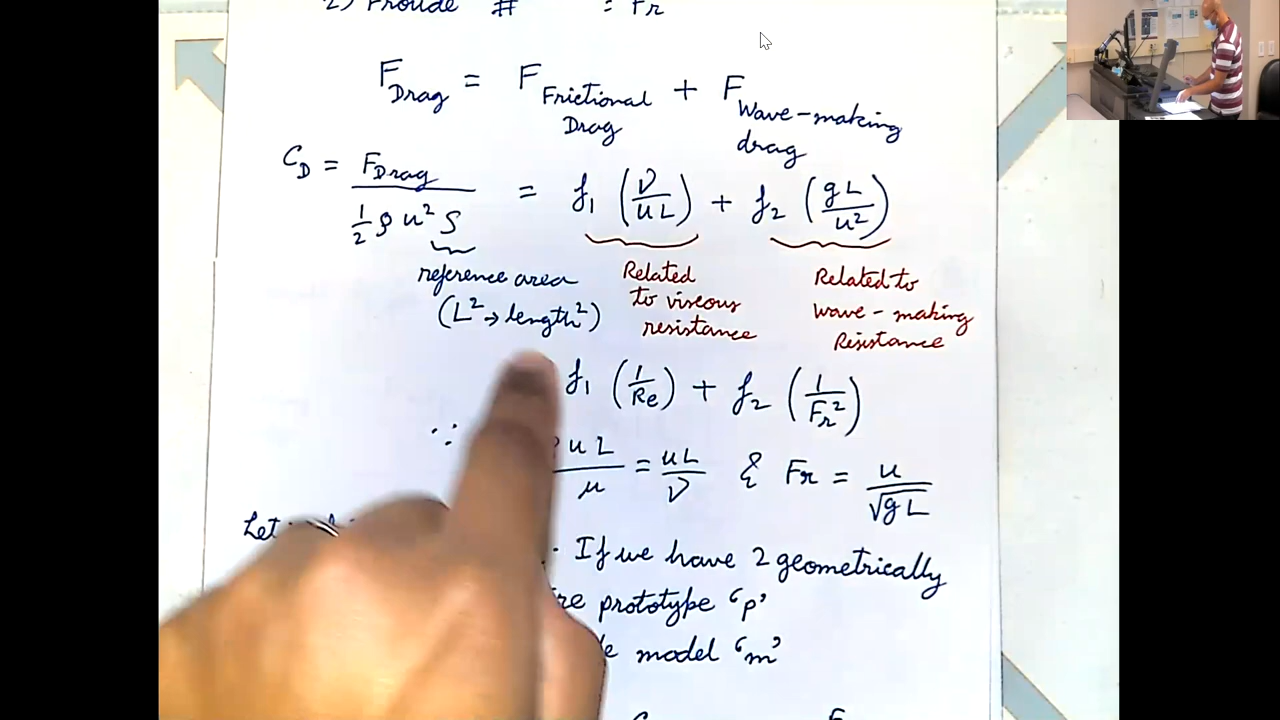 2) Froude # : Fr
F_Drag = F_Frictional Drag + F_Wave-making drag
C_D = F_Drag / (1/2 ρ u² S) = f₁ (ν / uL) + f₂ (gL / u²)
reference area
(L² → length²)
Related
to viscous
resistance
Related to
wave-making
Resistance
f₁ (1/Re) + f₂ (1/Fr²)
∵ ρuL / μ = uL / ν & Fr = u / √gL
Let
. If we have 2 geometrically
prototype 'p'
model 'm'